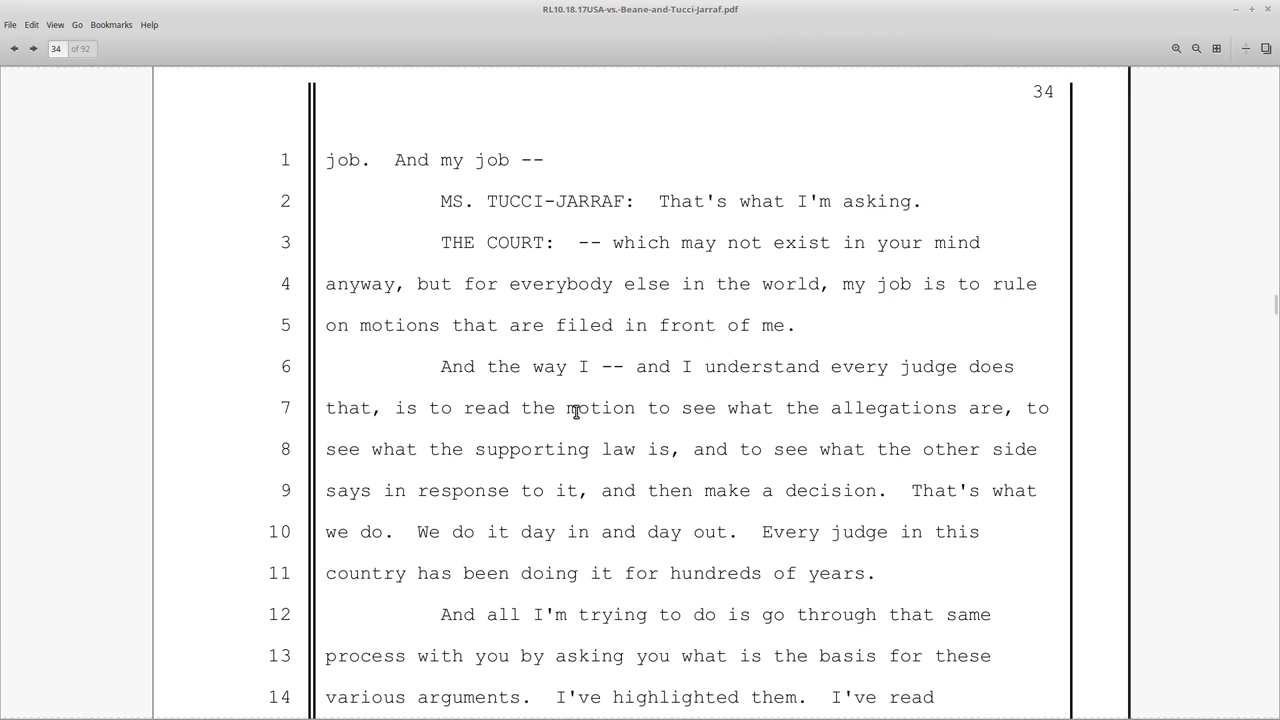 RL10.18.17USA-vs.-Beane-and-Tucci-Jarraf.pdf
File Edit View Go Bookmarks Help
34 of 92
34
1 job. And my job --
2 MS. TUCCI-JARRAF: That's what I'm asking.
3 THE COURT: -- which may not exist in your mind
4 anyway, but for everybody else in the world, my job is to rule
5 on motions that are filed in front of me.
6 And the way I -- and I understand every judge does
7 that, is to read the motion to see what the allegations are, to
8 see what the supporting law is, and to see what the other side
9 says in response to it, and then make a decision. That's what
10 we do. We do it day in and day out. Every judge in this
11 country has been doing it for hundreds of years.
12 And all I'm trying to do is go through that same
13 process with you by asking you what is the basis for these
14 various arguments. I've highlighted them. I've read